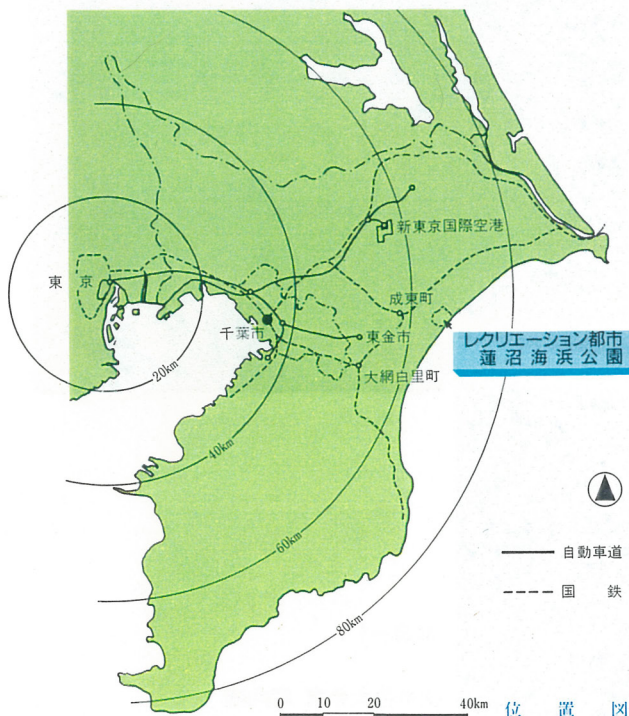 新東京国際空港
東京
成東町
千葉市
東金市
レクリエーション都市
蓮沼海浜公園
大網白里町
20km
40km
60km
80km
自動車道
国鉄
0 10 20 40km
位置図